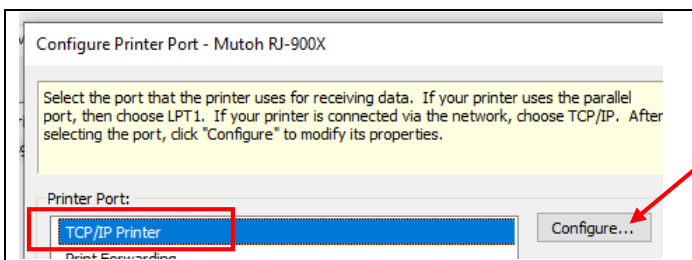 Configure Printer Port - Mutoh RJ-900X
Select the port that the printer uses for receiving data. If your printer uses the parallel
port, then choose LPT1. If your printer is connected via the network, choose TCP/IP. After
selecting the port, click "Configure" to modify its properties.
Printer Port:
TCP/IP Printer
Configure...
Print Forwarding